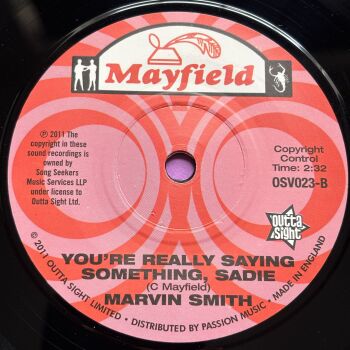 Mayfield
℗ 2011 The
copyright in these
sound recordings is
owned by
Song Seekers
Music Services LLP
under license to
Outta Sight Ltd.
Copyright
Control
Time: 2:32
OSV023-B
outta
sight
YOU'RE REALLY SAYING
SOMETHING, SADIE
(C Mayfield)
MARVIN SMITH
© 2011 OUTTA SIGHT LIMITED • DISTRIBUTED BY PASSION MUSIC • MADE IN ENGLAND